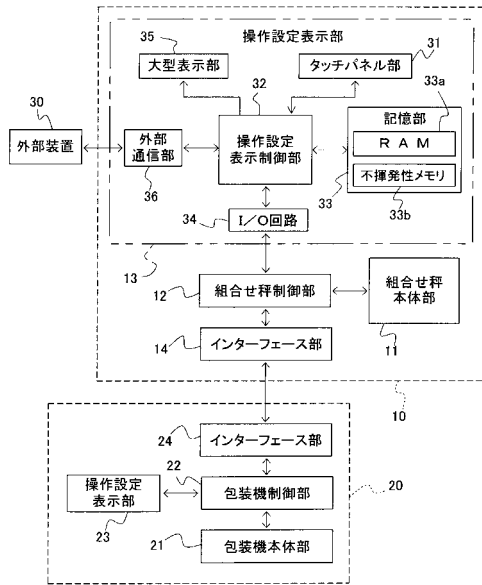 操作設定表示部
35
31
大型表示部
タッチパネル部
32
33a
30
記憶部
外部装置
外部
通信部
操作設定
表示制御部
RAM
不揮発性メモリ
36
33
33b
34
I/O回路
13
12
組合せ秤制御部
組合せ秤
本体部
11
14
インターフェース部
10
24
インターフェース部
22
操作設定
表示部
包装機制御部
20
23
21
包装機本体部